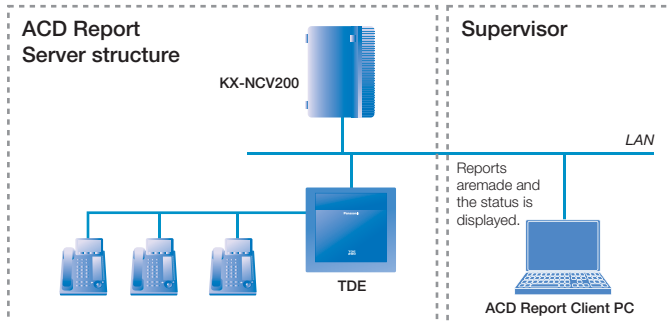 ACD Report
Server structure
KX-NCV200
Supervisor
LAN
Reports
aremade and
the status is
displayed.
Panasonic
TDE
ACD Report Client PC